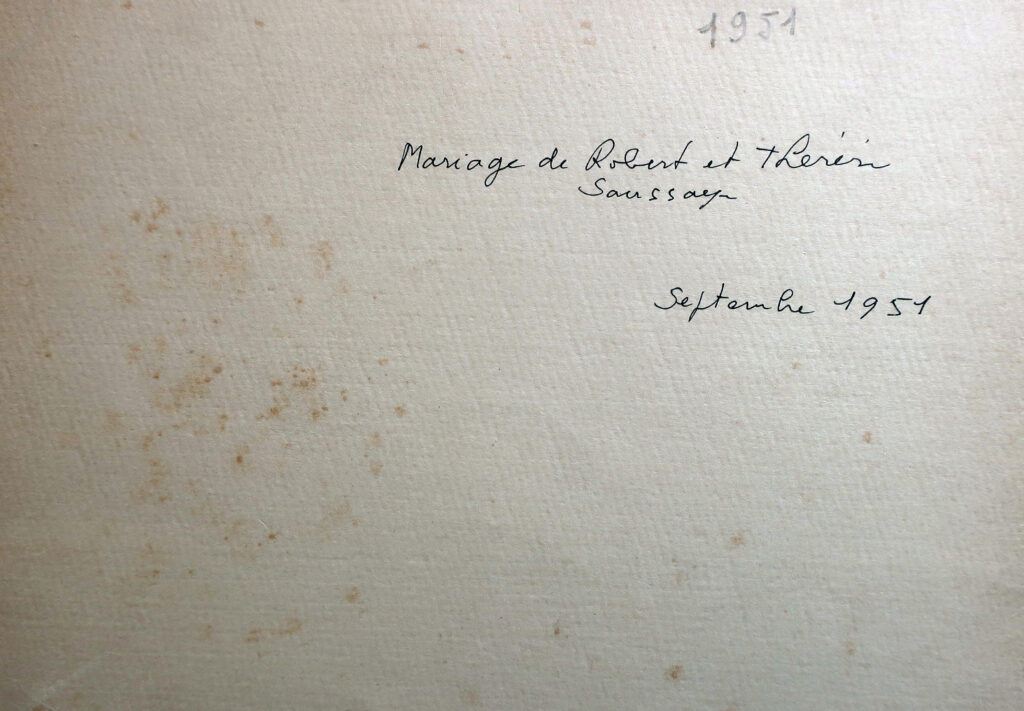 1951
Mariage de Robert et Thérèse
Saussaye
Septembre 1951